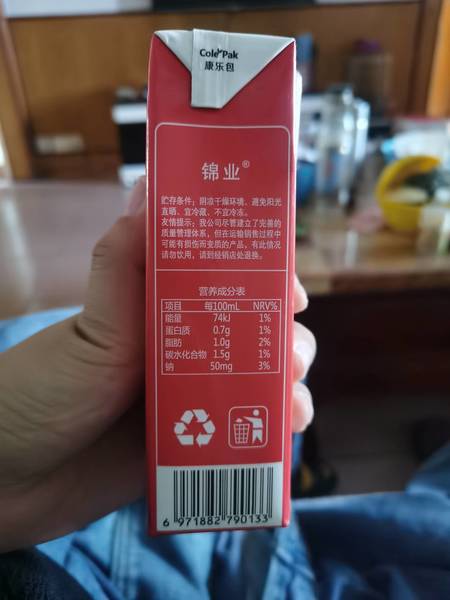 Cole Pak
康乐包
锦业®
贮存条件：阴凉干燥环境、避免阳光
直晒、宜冷藏、不宜冷冻。
友情提示：我公司尽管建立了完善的
质量管理体系，但在运输销售过程中
可能有损伤而变质的产品，有此情况
请勿饮用，请到经销店处退换。
营养成分表
项目 每100mL NRV%
能量 74kJ 1%
蛋白质 0.7g 1%
脂肪 1.0g 2%
碳水化合物 1.5g 1%
钠 50mg 3%
6 971882 790133